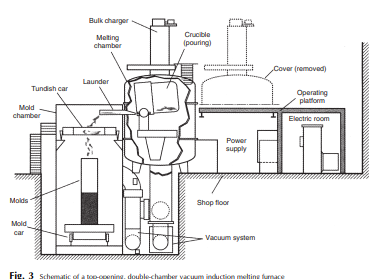 Bulk charger
Melting
chamber
Crucible
(pouring)
Launder
Cover (removed)
Tundish car
Operating
platform
Mold
chamber
Electric room
Power
supply
Molds
Shop floor
Mold
car
Vacuum system
Fig. 3 Schematic of a top-opening, double-chamber vacuum induction melting furnace